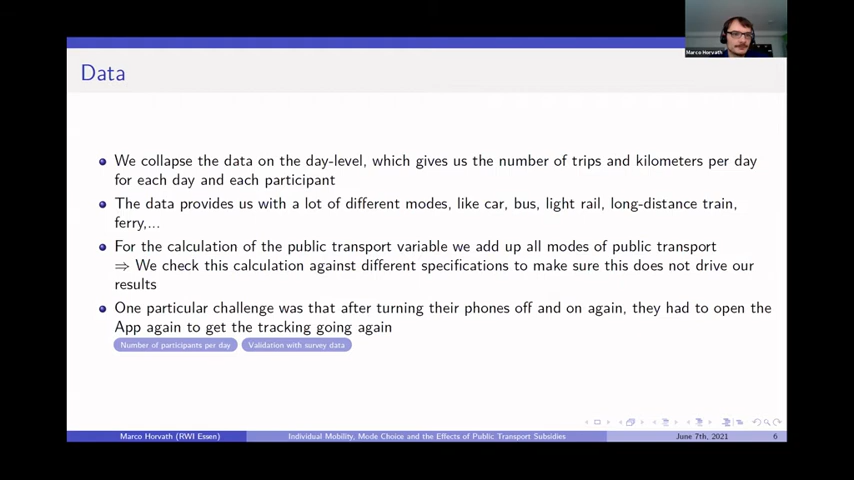 Marco Horvath
Data
We collapse the data on the day-level, which gives us the number of trips and kilometers per day
for each day and each participant
The data provides us with a lot of different modes, like car, bus, light rail, long-distance train,
ferry,...
For the calculation of the public transport variable we add up all modes of public transport
⇒ We check this calculation against different specifications to make sure this does not drive our
results
One particular challenge was that after turning their phones off and on again, they had to open the
App again to get the tracking going again
Number of participants per day Validation with survey data
Marco Horvath (RWI Essen) Individual Mobility, Mode Choice and the Effects of Public Transport Subsidies June 7th, 2021 6